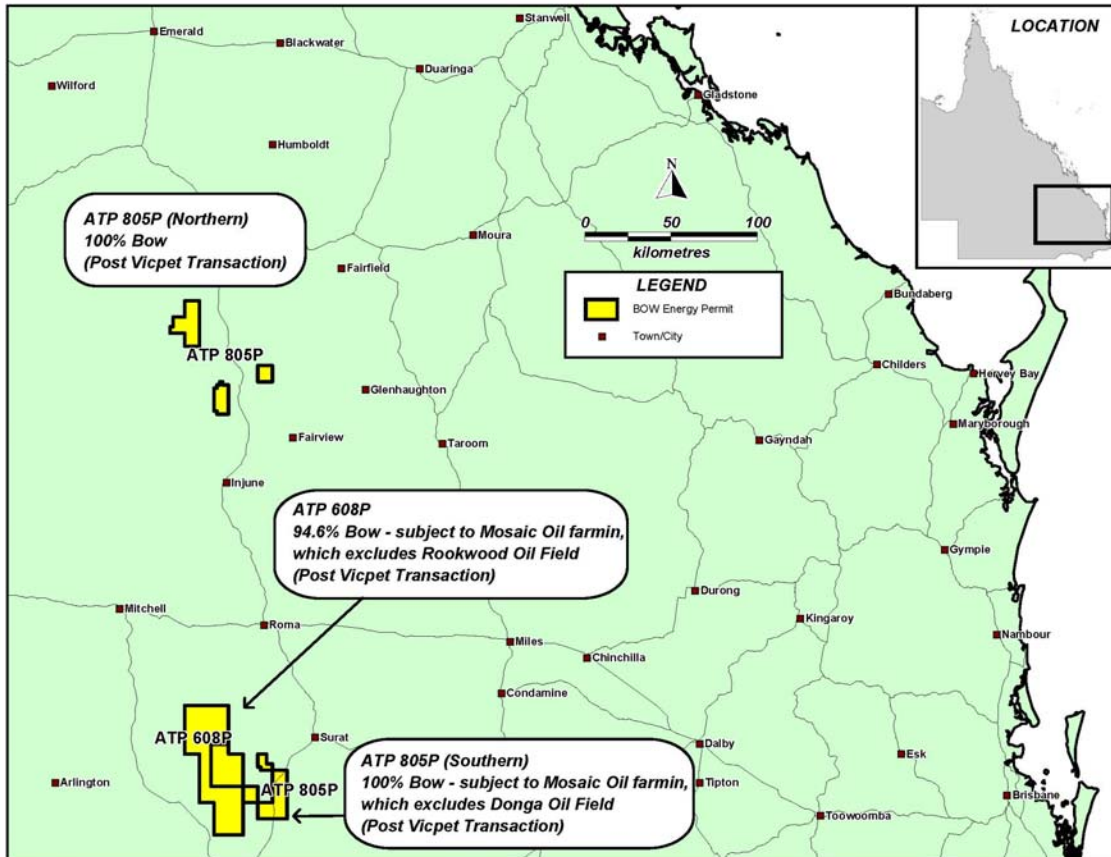 Stanwell
LOCATION
Emerald
Blackwater
Duaringa
Wilford
Gladstone
Humboldt
N
ATP 805P (Northern)
100% Bow
(Post Vicpet Transaction)
0 50 100
kilometres
Moura
Fairfield
LEGEND
BOW Energy Permit
Town/City
Bundaberg
ATP 805P
Childers
Hervey Bay
Glenhaughton
Maryborough
Fairview
Taroom
Gayndah
Injune
ATP 608P
94.6% Bow - subject to Mosaic Oil farmin,
which excludes Rookwood Oil Field
(Post Vicpet Transaction)
Gympie
Durong
Mitchell
Kingaroy
Roma
Nambour
Miles
Chinchilla
Condamine
ATP 608P
Surat
Dalby
Esk
ATP 805P (Southern)
100% Bow - subject to Mosaic Oil farmin,
which excludes Donga Oil Field
(Post Vicpet Transaction)
Arlington
ATP 805P
Tipton
Brisbane
Toowoomba